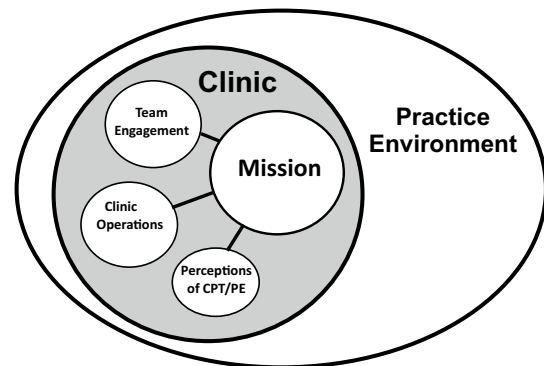 Clinic
Team
Engagement
Practice
Environment
Mission
Clinic
Operations
Perceptions
of CPT/PE